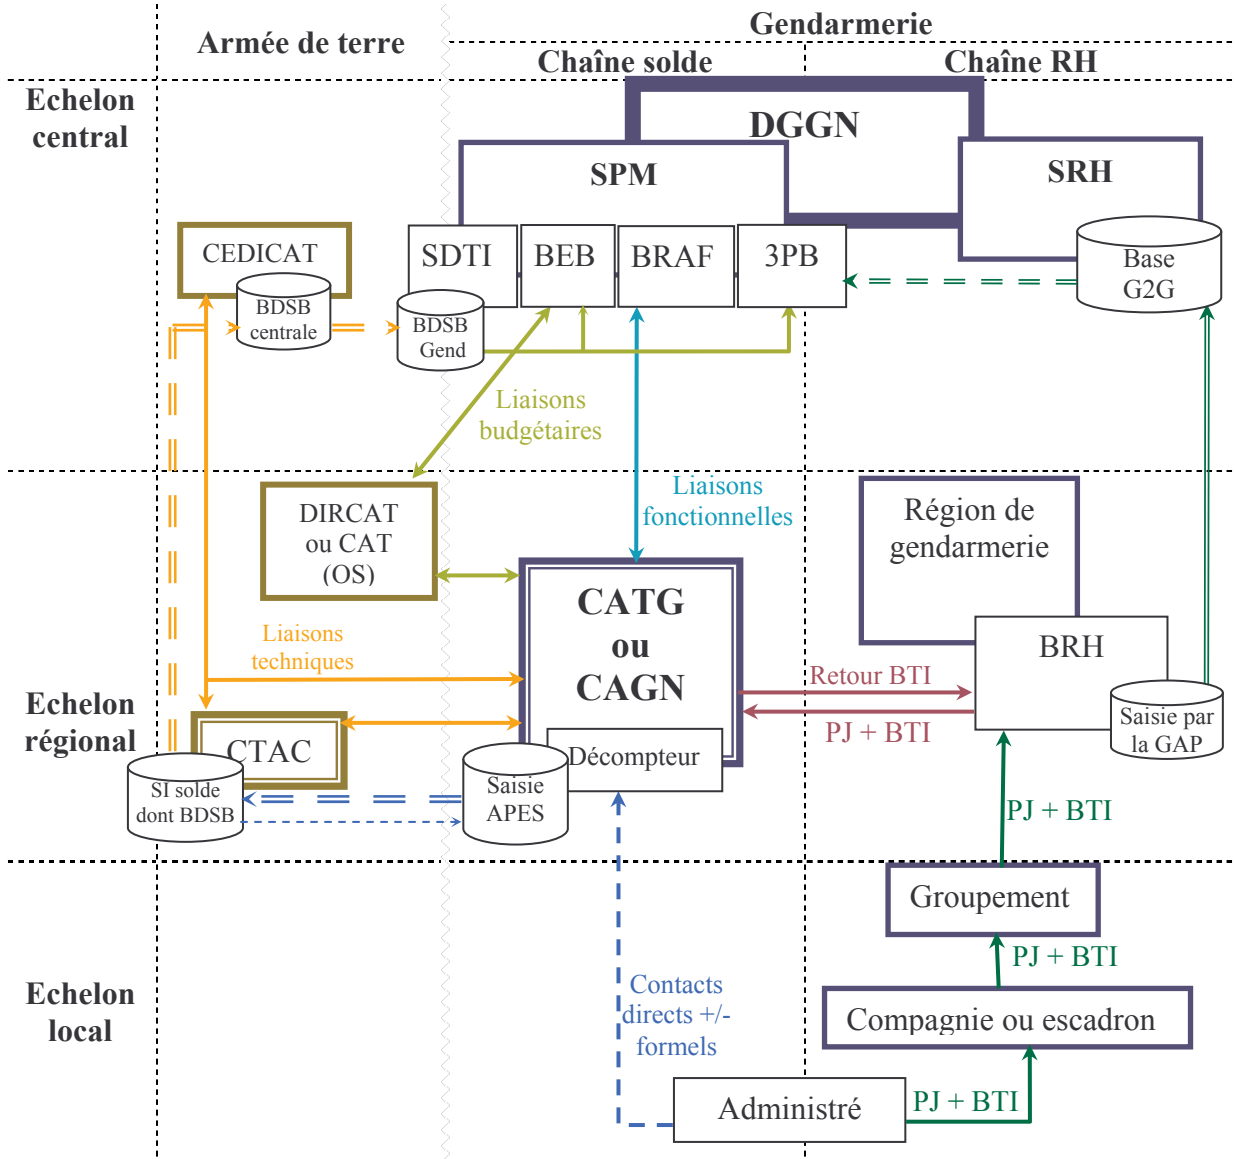 Armée de terre
Gendarmerie
Chaîne solde
Chaîne RH
Echelon
central
DGGN
SPM
SRH
CEDICAT
SDTI
BEB
BRAF
3PB
Base
G2G
BDSB
centrale
BDSB
Gend
Liaisons
budgétaires
DIRCAT
ou CAT
(OS)
Liaisons
fonctionnelles
Région de
gendarmerie
CATG
ou
CAGN
Liaisons
techniques
BRH
Retour BTI
PJ + BTI
Echelon
régional
CTAC
Décompteur
Saisie par
la GAP
SI solde
dont BDSB
Saisie
APES
PJ + BTI
Groupement
PJ + BTI
Echelon
local
Contacts
directs +/-
formels
Compagnie ou escadron
Administré
PJ + BTI